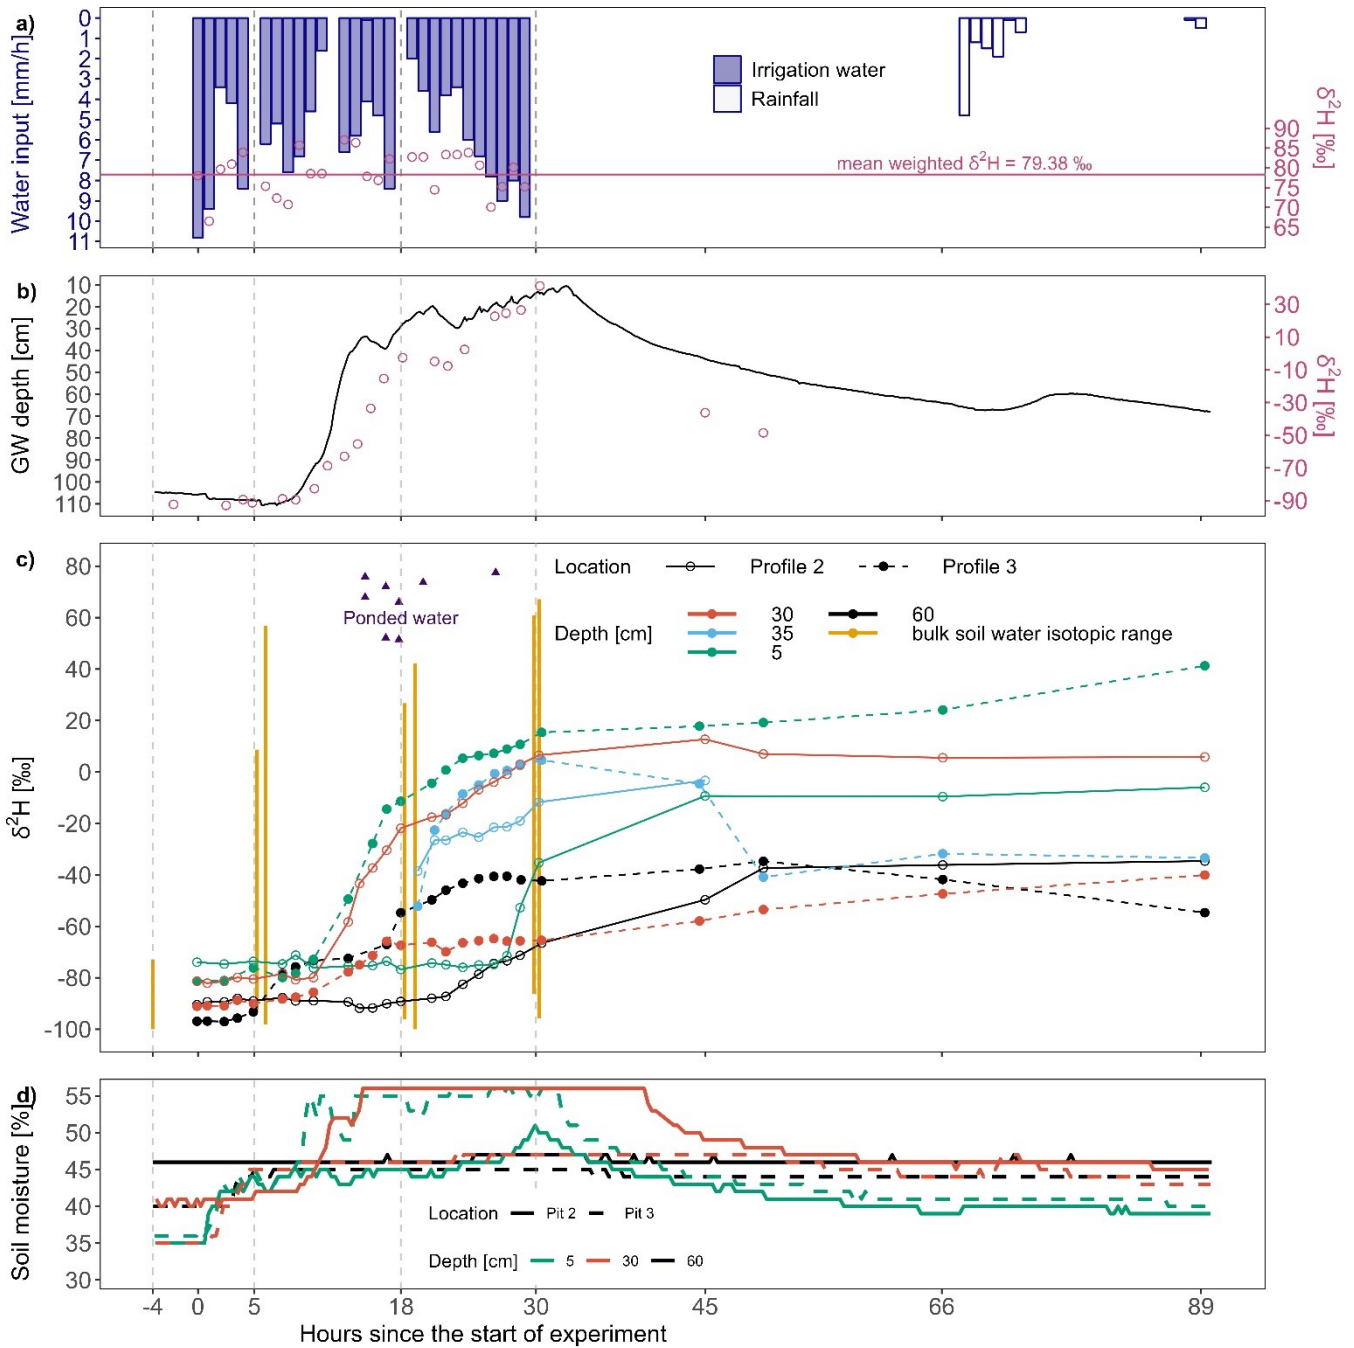 a)
Water input [mm/h]
0
1
2
3
4
5
6
7
8
9
10
11
Irrigation water
Rainfall
mean weighted δ²H = 79.38 ‰
90
85
80
75
70
65
δ²H [‰]
b)
GW depth [cm]
10
20
30
40
50
60
70
80
90
100
110
30
10
-10
-30
-50
-70
-90
δ²H [‰]
c)
δ²H [‰]
80
60
40
20
0
-20
-40
-60
-80
-100
Ponded water
Location Profile 2 Profile 3
Depth [cm]
30 60
35 bulk soil water isotopic range
5
d)
Soil moisture [%]
55
50
45
40
35
30
Location Pit 2 Pit 3
Depth [cm] 5 30 60
-4 0 5 18 30 45 66 89
Hours since the start of experiment